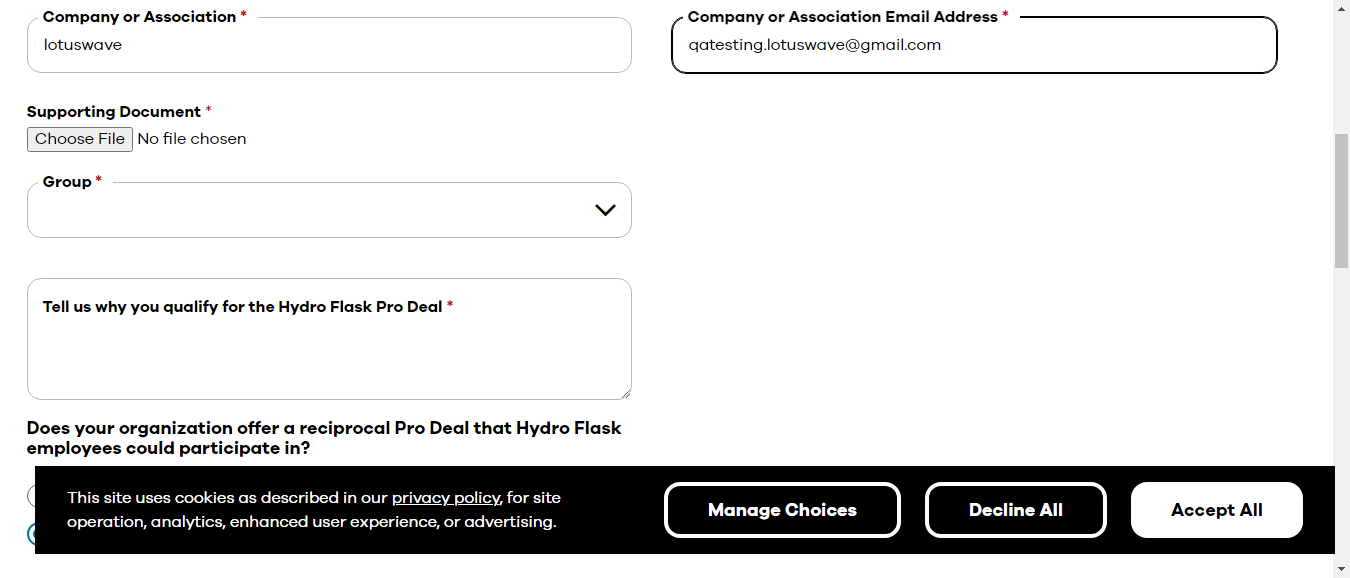 Company or Association *
lotuswave
Company or Association Email Address *
qatesting.lotuswave@gmail.com
Supporting Document *
Choose File No file chosen
Group *
Tell us why you qualify for the Hydro Flask Pro Deal *
Does your organization offer a reciprocal Pro Deal that Hydro Flask
employees could participate in?
This site uses cookies as described in our privacy policy, for site
operation, analytics, enhanced user experience, or advertising.
Manage Choices
Decline All
Accept All